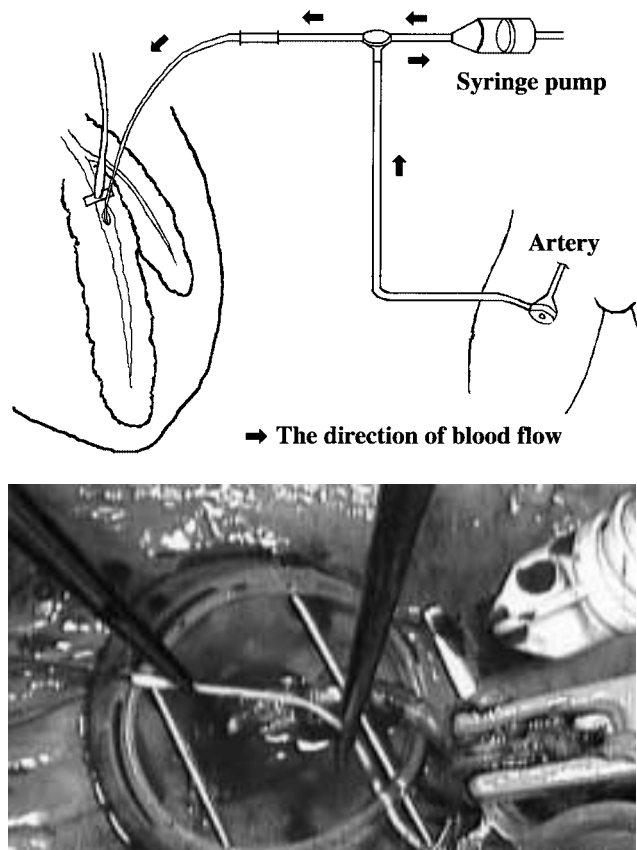 Syringe pump
Artery
The direction of blood flow